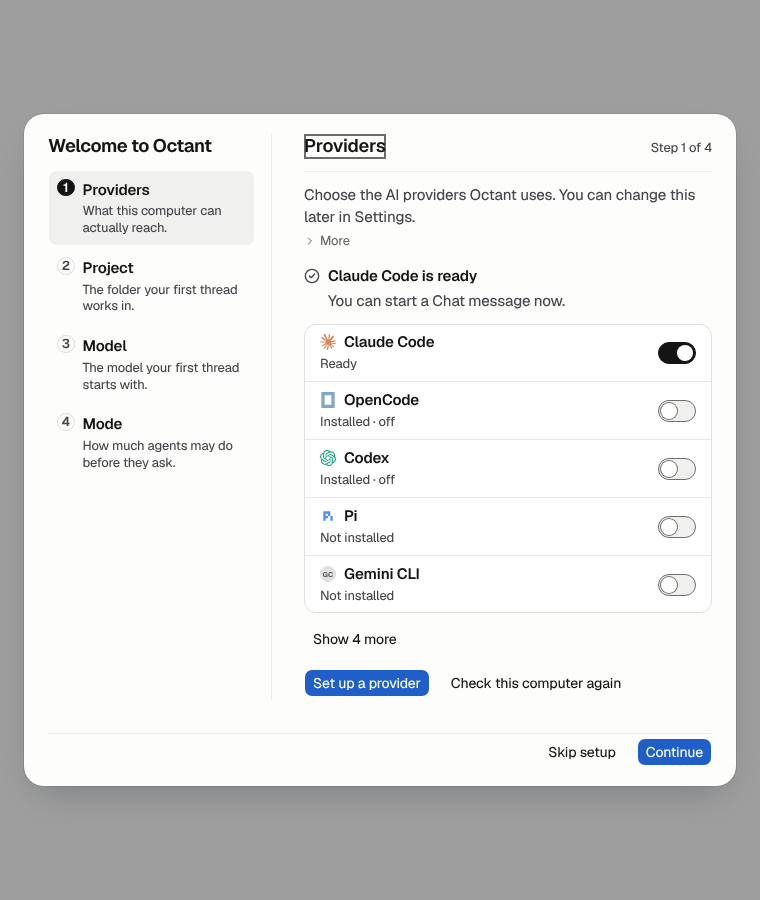 Welcome to Octant
1
Providers
What this computer can
actually reach.
2
Project
The folder your first thread
works in.
3
Model
The model your first thread
starts with.
4
Mode
How much agents may do
before they ask.
Providers
Step 1 of 4
Choose the AI providers Octant uses. You can change this
later in Settings.
More
Claude Code is ready
You can start a Chat message now.
Claude Code
Ready
OpenCode
Installed · off
Codex
Installed · off
Pi
Not installed
GC
Gemini CLI
Not installed
Show 4 more
Set up a provider
Check this computer again
Skip setup
Continue